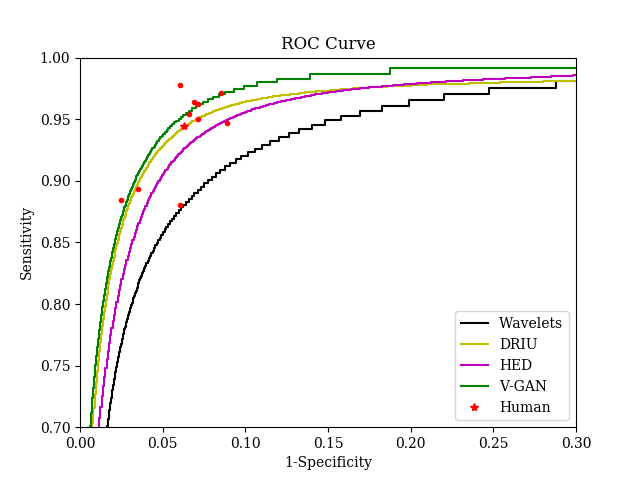 ROC Curve
1.00
0.95
0.90
0.85
0.80
0.75
0.70
Sensitivity
Wavelets
DRIU
HED
V-GAN
Human
0.00 0.05 0.10 0.15 0.20 0.25 0.30
1-Specificity